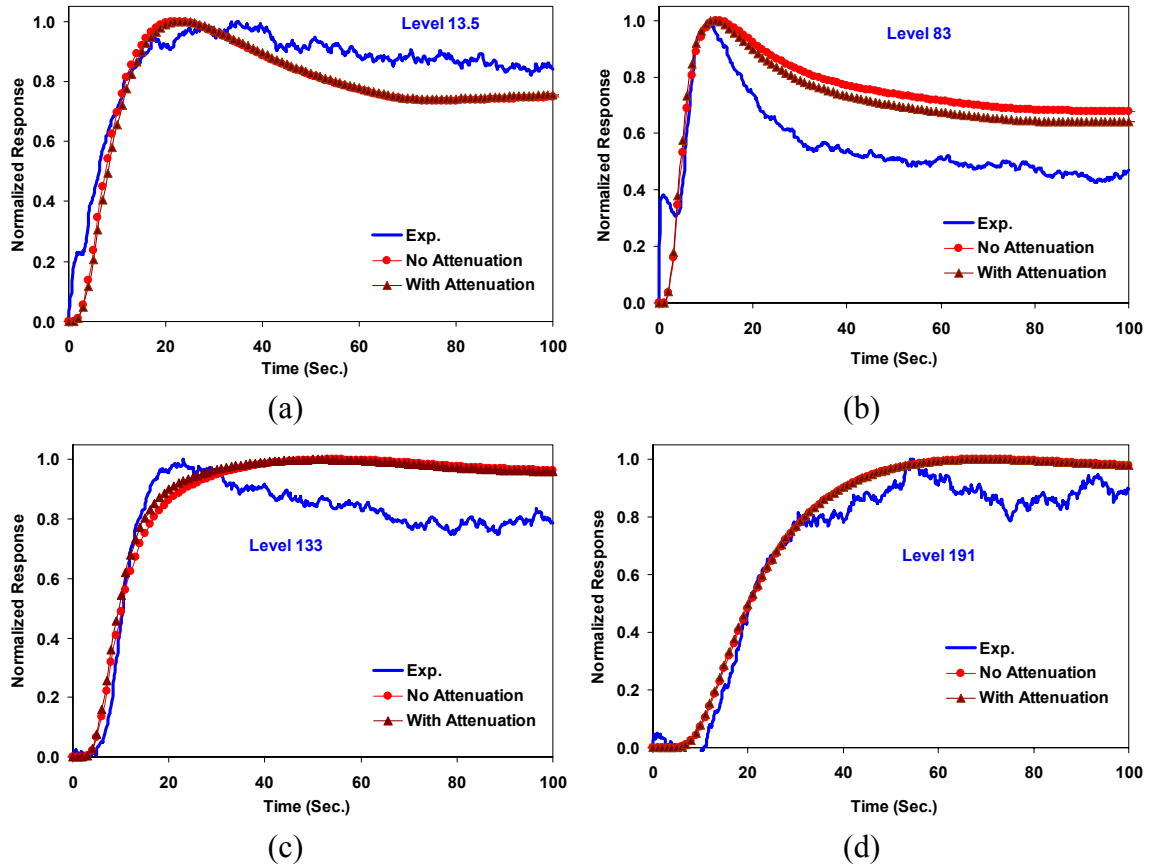 Level 13.5
Normalized Response
1.0
0.8
0.6
0.4
0.2
0.0
Exp.
No Attenuation
With Attenuation
0 20 40 60 80 100
Time (Sec.)
(a)
Level 83
Normalized Response
1.0
0.8
0.6
0.4
0.2
0.0
Exp.
No Attenuation
With Attenuation
0 20 40 60 80 100
Time (Sec.)
(b)
Level 133
Normalized Response
1.0
0.8
0.6
0.4
0.2
0.0
Exp.
No Attenuation
With Attenuation
0 20 40 60 80 100
Time (Sec.)
(c)
Level 191
Normalized Response
1.0
0.8
0.6
0.4
0.2
0.0
Exp.
No Attenuation
With Attenuation
0 20 40 60 80 100
Time (Sec.)
(d)